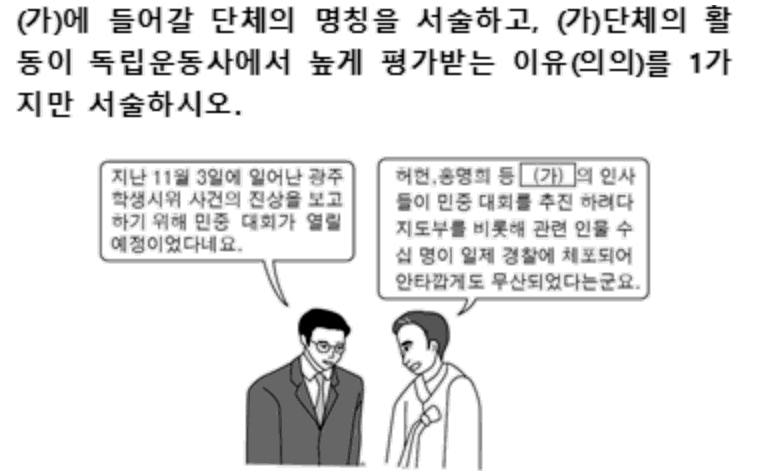 (가)에 들어갈 단체의 명칭을 서술하고, (가)단체의 활
동이 독립운동사에서 높게 평가받는 이유(의의)를 1가
지만 서술하시오.
지난 11월 3일에 일어난 광주
학생시위 사건의 진상을 보고
하기 위해 민중 대회가 열릴
예정이었다네요.
허헌,홍명희 등 (가)의 인사
들이 민중 대회를 추진 하려다
지도부를 비롯해 관련 인물 수
십 명이 일제 경찰에 체포되어
안타깝게도 무산되었다는군요.